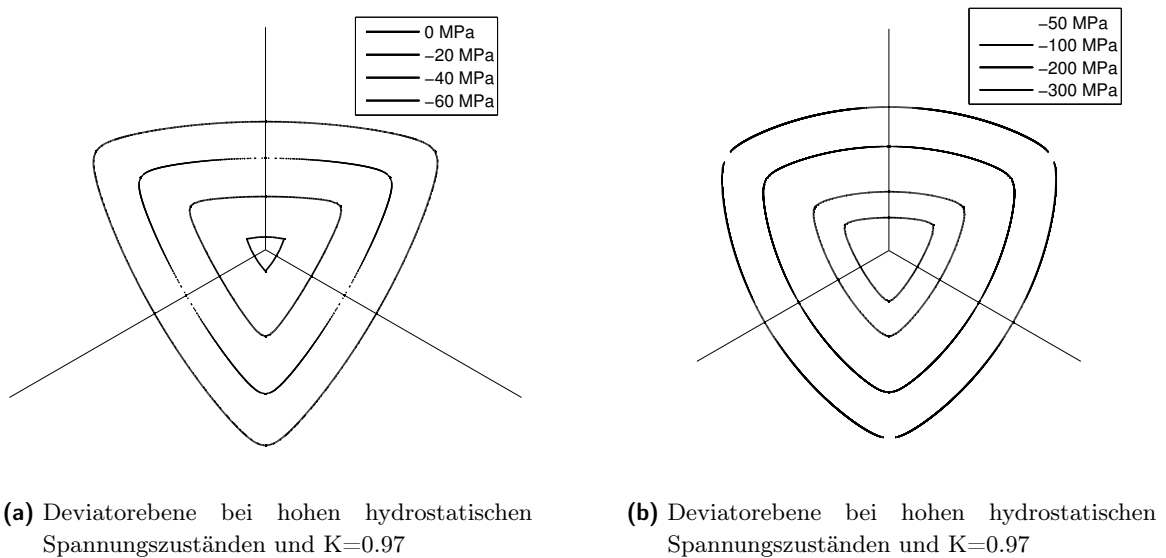 0 MPa
−20 MPa
−40 MPa
−60 MPa
−50 MPa
−100 MPa
−200 MPa
−300 MPa
(a) Deviatorebene bei hohen hydrostatischen
Spannungszuständen und K=0.97
(b) Deviatorebene bei hohen hydrostatischen
Spannungszuständen und K=0.97